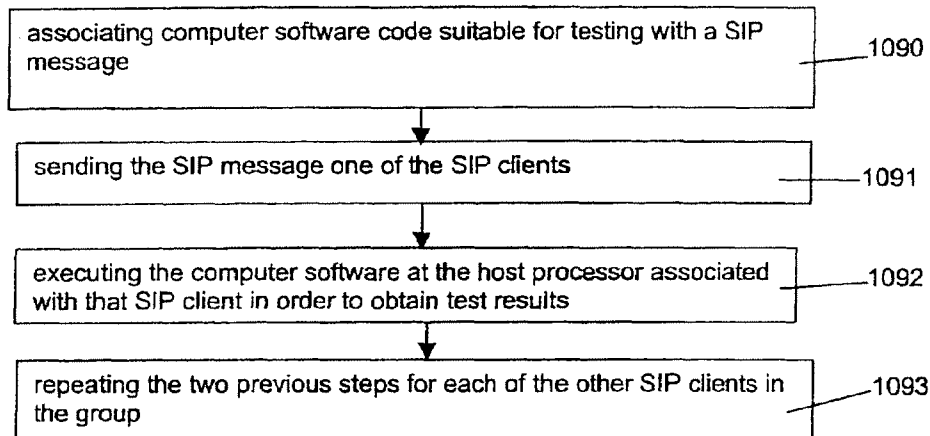 associating computer software code suitable for testing with a SIP
message
1090
sending the SIP message one of the SIP clients
1091
executing the computer software at the host processor associated
with that SIP client in order to obtain test results
1092
repeating the two previous steps for each of the other SIP clients in
the group
1093